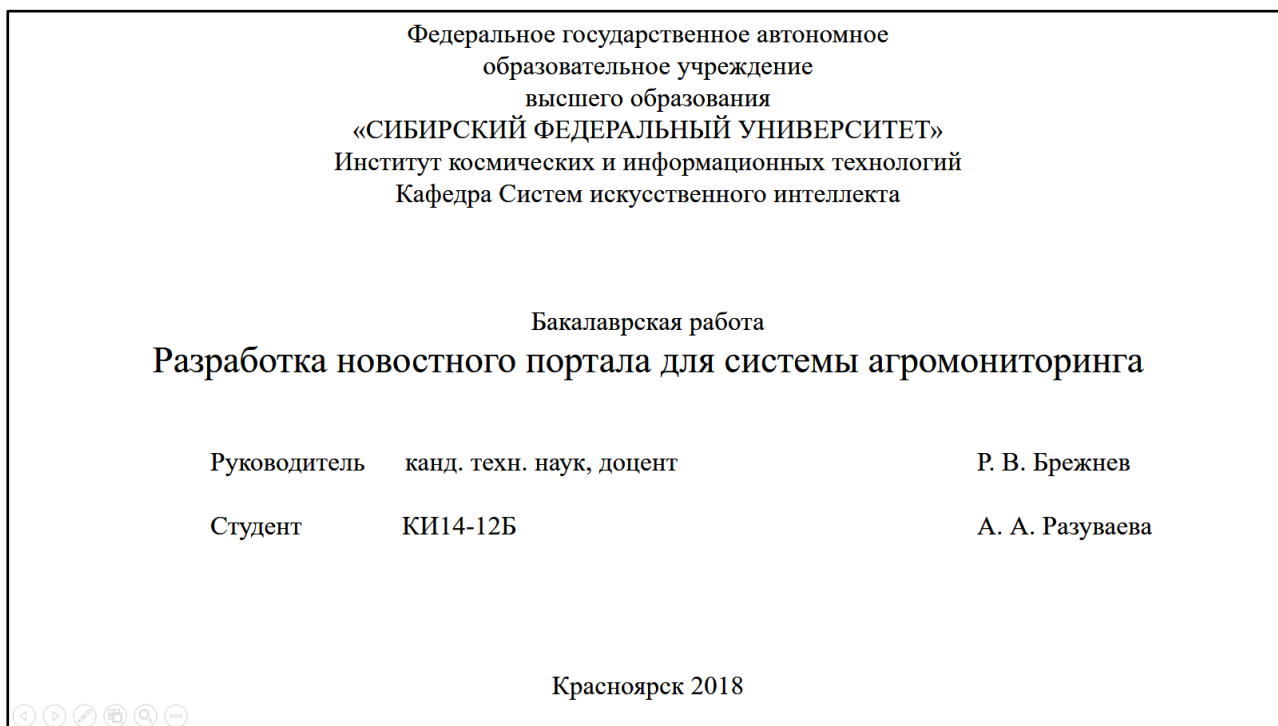 Федеральное государственное автономное
образовательное учреждение
высшего образования
«СИБИРСКИЙ ФЕДЕРАЛЬНЫЙ УНИВЕРСИТЕТ»
Институт космических и информационных технологий
Кафедра Систем искусственного интеллекта
Бакалаврская работа
Разработка новостного портала для системы агромониторинга
Руководитель канд. техн. наук, доцент Р. В. Брежнев
Студент КИ14-12Б А. А. Разуваева
Красноярск 2018